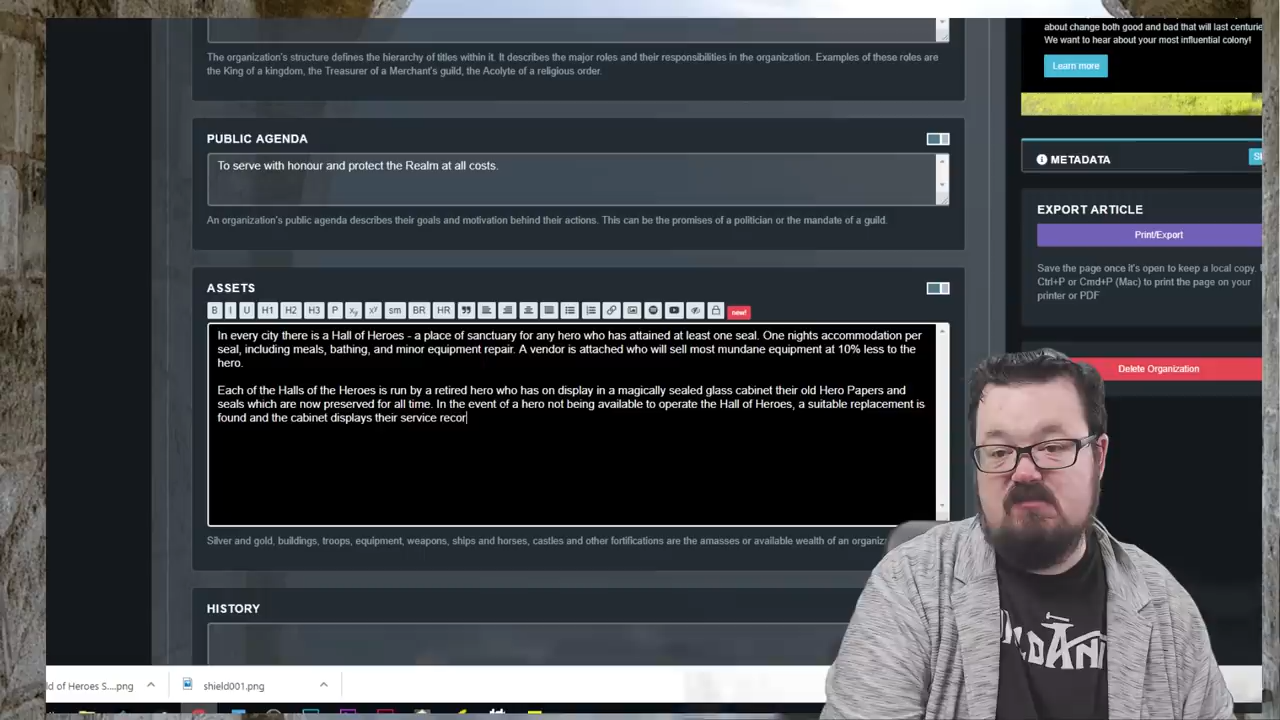 The organization's structure defines the hierarchy of titles within it. It describes the major roles and their responsibilities in the organization. Examples of these roles are
the King of a kingdom, the Treasurer of a Merchant's guild, the Acolyte of a religious order.
PUBLIC AGENDA
To serve with honour and protect the Realm at all costs.
An organization's public agenda describes their goals and motivation behind their actions. This can be the promises of a politician or the mandate of a guild.
ASSETS
B I U H1 H2 H3 P xy xy sm BR HR new!
In every city there is a Hall of Heroes - a place of sanctuary for any hero who has attained at least one seal. One nights accommodation per
seal, including meals, bathing, and minor equipment repair. A vendor is attached who will sell most mundane equipment at 10% less to the
hero.
Each of the Halls of the Heroes is run by a retired hero who has on display in a magically sealed glass cabinet their old Hero Papers and
seals which are now preserved for all time. In the event of a hero not being available to operate the Hall of Heroes, a suitable replacement is
found and the cabinet displays their service recor
Silver and gold, buildings, troops, equipment, weapons, ships and horses, castles and other fortifications are the amasses or available wealth of an organiz
HISTORY
about change both good and bad that will last centurie
We want to hear about your most influential colony!
Learn more
METADATA
EXPORT ARTICLE
Print/Export
Save the page once it's open to keep a local copy.
Ctrl+P or Cmd+P (Mac) to print the page on your
printer or PDF
Delete Organization
ld of Heroes S....png
shield001.png